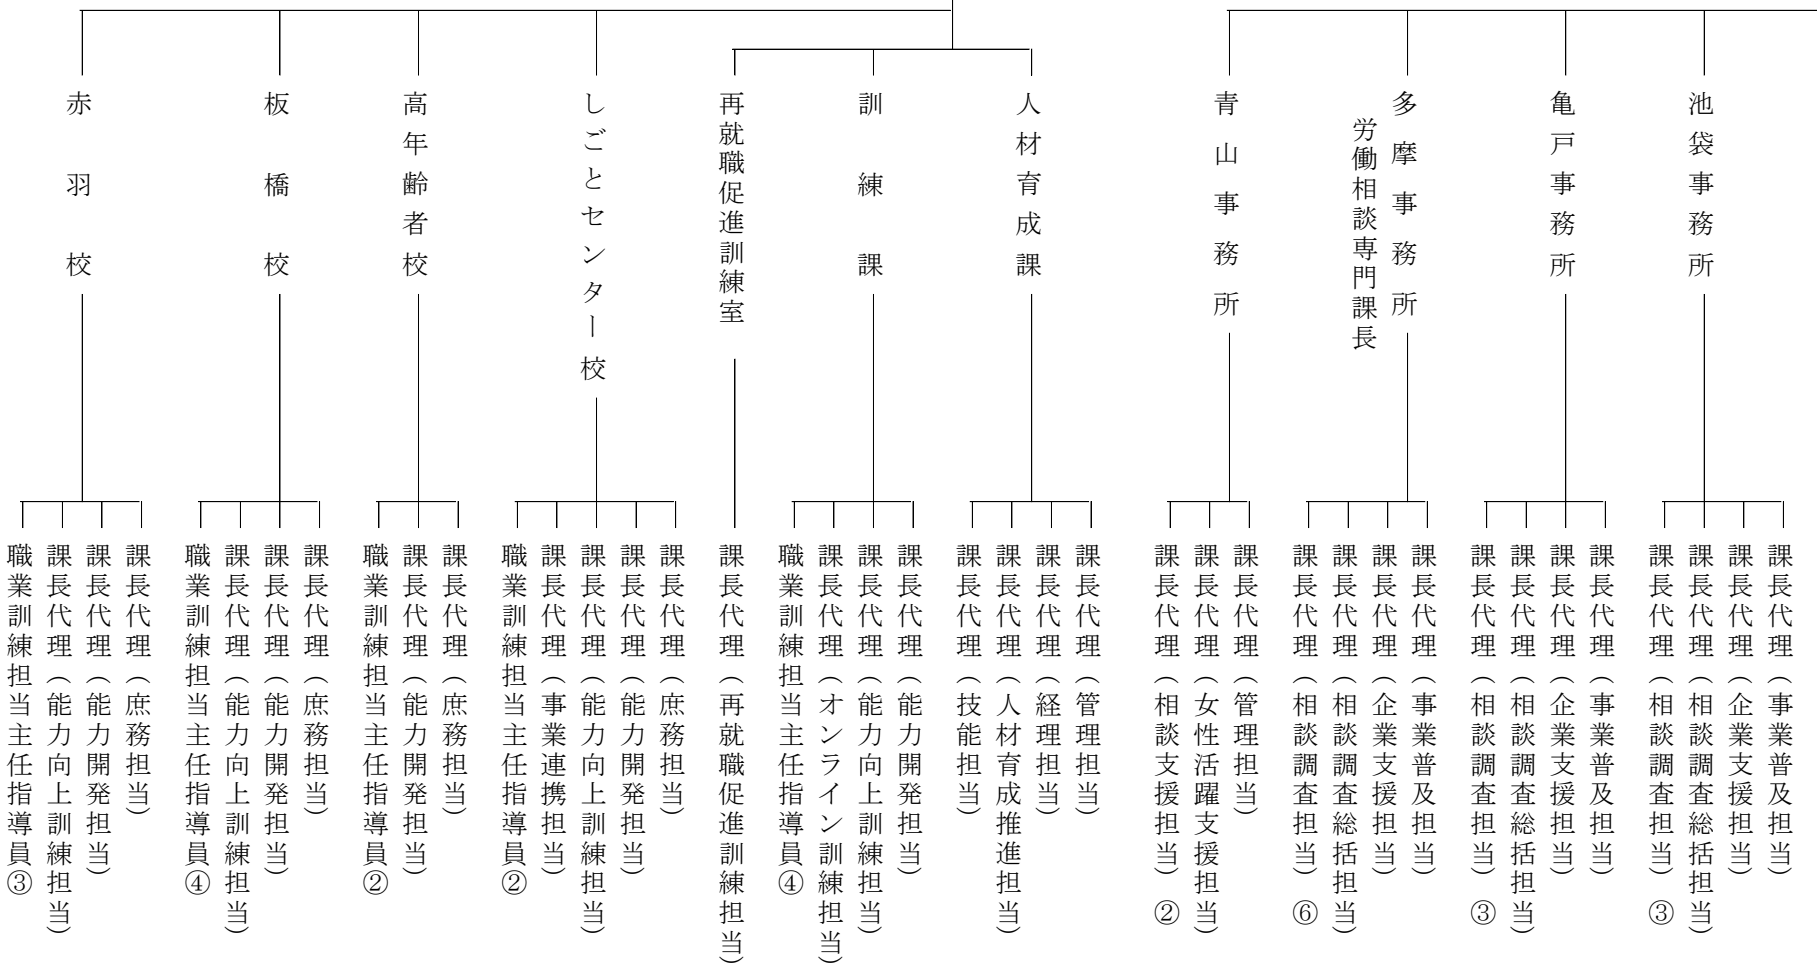 池袋事務所
課長代理（事業普及担当）
課長代理（企業支援担当）
課長代理（相談調査総括担当）
課長代理（相談調査担当）③
亀戸事務所
課長代理（事業普及担当）
課長代理（企業支援担当）
課長代理（相談調査総括担当）
課長代理（相談調査担当）③
多摩事務所
労働相談専門課長
課長代理（事業普及担当）
課長代理（企業支援担当）
課長代理（相談調査総括担当）
課長代理（相談調査担当）⑥
青山事務所
課長代理（管理担当）
課長代理（女性活躍支援担当）
課長代理（相談支援担当）②
人材育成課
課長代理（管理担当）
課長代理（経理担当）
課長代理（人材育成推進担当）
課長代理（技能担当）
訓練課
課長代理（能力開発担当）
課長代理（能力向上訓練担当）
課長代理（オンライン訓練担当）
職業訓練担当主任指導員④
再就職促進訓練室
課長代理（再就職促進訓練担当）
しごとセンター校
課長代理（庶務担当）
課長代理（能力開発担当）
課長代理（能力向上訓練担当）
課長代理（事業連携担当）
職業訓練担当主任指導員②
高年齢者校
課長代理（庶務担当）
課長代理（能力開発担当）
職業訓練担当主任指導員②
板橋校
課長代理（庶務担当）
課長代理（能力開発担当）
課長代理（能力向上訓練担当）
職業訓練担当主任指導員④
赤羽校
課長代理（庶務担当）
課長代理（能力開発担当）
課長代理（能力向上訓練担当）
職業訓練担当主任指導員③